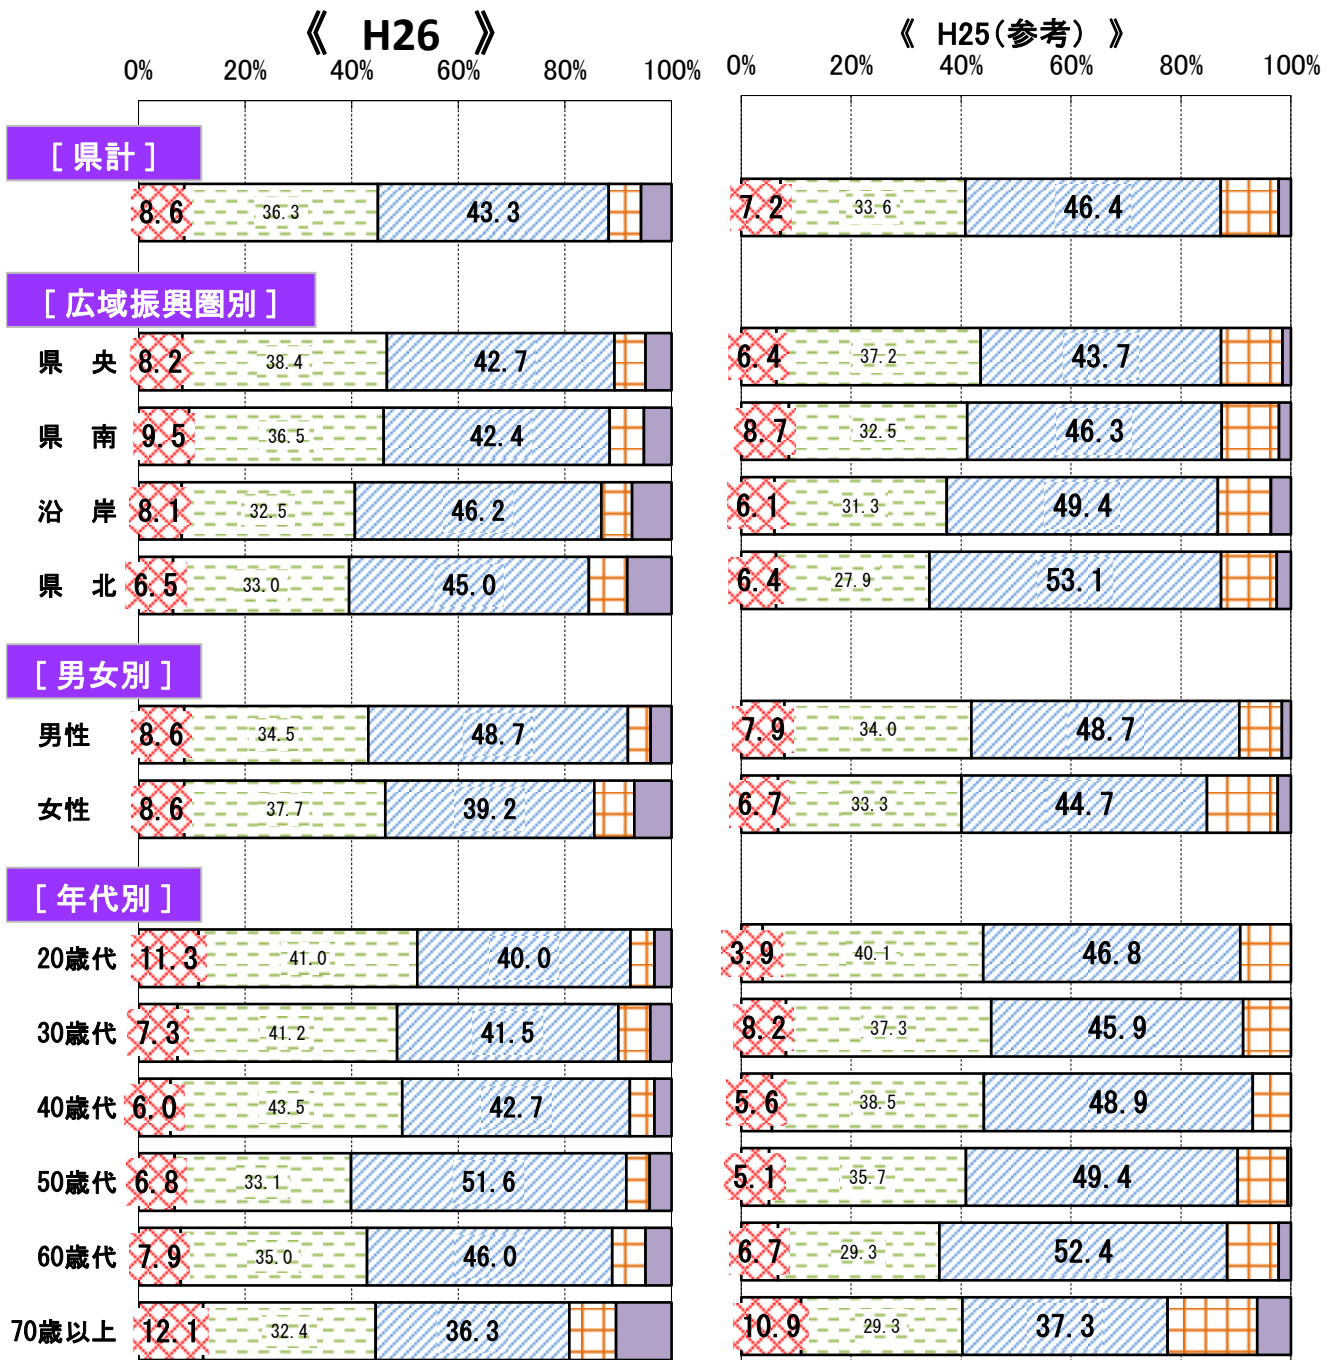 《 H26 》 《 H25(参考) 》
0% 20% 40% 60% 80% 100% 0% 20% 40% 60% 80% 100%
[ 県計 ]
8.6 36.3 43.3 7.2 33.6 46.4
[ 広域振興圏別 ]
県 央 8.2 38.4 42.7 6.4 37.2 43.7
県 南 9.5 36.5 42.4 8.7 32.5 46.3
沿 岸 8.1 32.5 46.2 6.1 31.3 49.4
県 北 6.5 33.0 45.0 6.4 27.9 53.1
[ 男女別 ]
男性 8.6 34.5 48.7 7.9 34.0 48.7
女性 8.6 37.7 39.2 6.7 33.3 44.7
[ 年代別 ]
20歳代 11.3 41.0 40.0 3.9 40.1 46.8
30歳代 7.3 41.2 41.5 8.2 37.3 45.9
40歳代 6.0 43.5 42.7 5.6 38.5 48.9
50歳代 6.8 33.1 51.6 5.1 35.7 49.4
60歳代 7.9 35.0 46.0 6.7 29.3 52.4
70歳以上 12.1 32.4 36.3 10.9 29.3 37.3